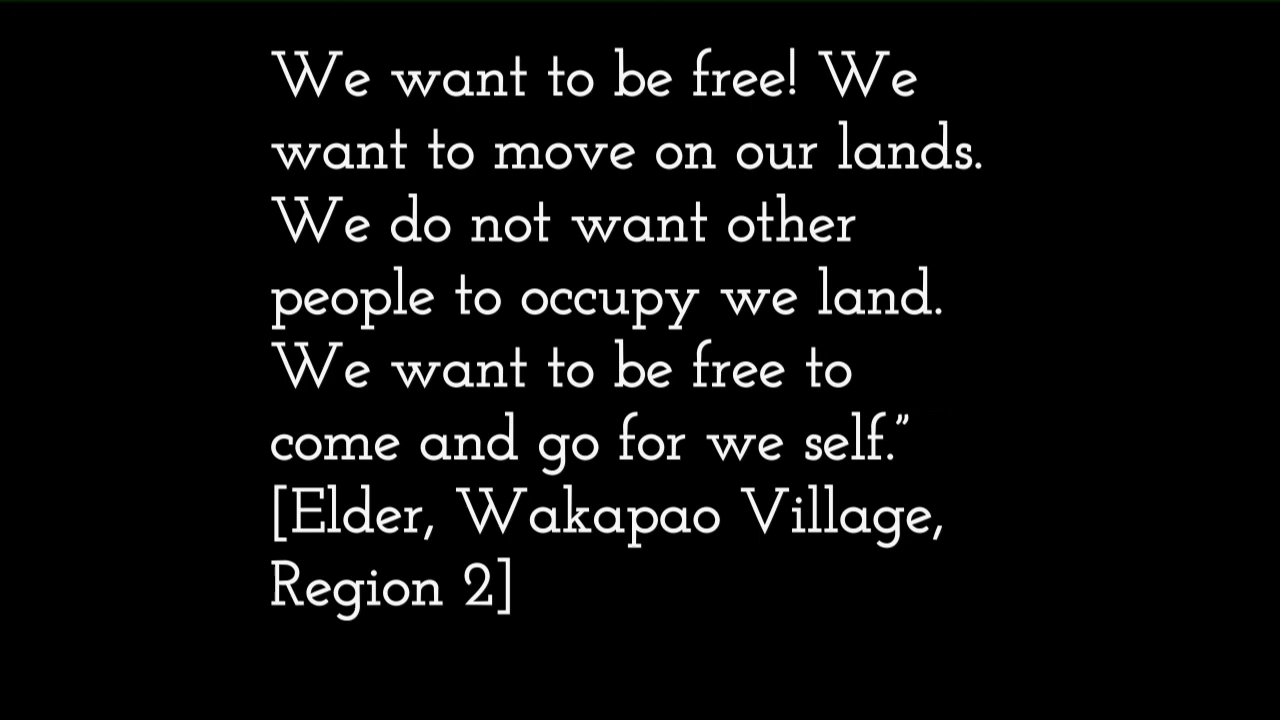 We want to be free! We
want to move on our lands.
We do not want other
people to occupy we land.
We want to be free to
come and go for we self.”
[Elder, Wakapao Village,
Region 2]